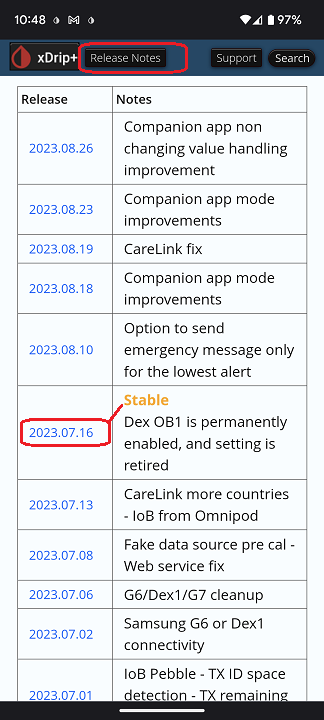 10:48
97%
xDrip+ Release Notes Support Search
Release Notes
2023.08.26 Companion app non
changing value handling
improvement
2023.08.23 Companion app mode
improvements
2023.08.19 CareLink fix
2023.08.18 Companion app mode
improvements
2023.08.10 Option to send
emergency message only
for the lowest alert
Stable
2023.07.16 Dex OB1 is permanently
enabled, and setting is
retired
2023.07.13 CareLink more countries
- IoB from Omnipod
2023.07.08 Fake data source pre cal -
Web service fix
2023.07.06 G6/Dex1/G7 cleanup
2023.07.02 Samsung G6 or Dex1
connectivity
2023.07.01 IoB Pebble - TX ID space
detection - TX remaining